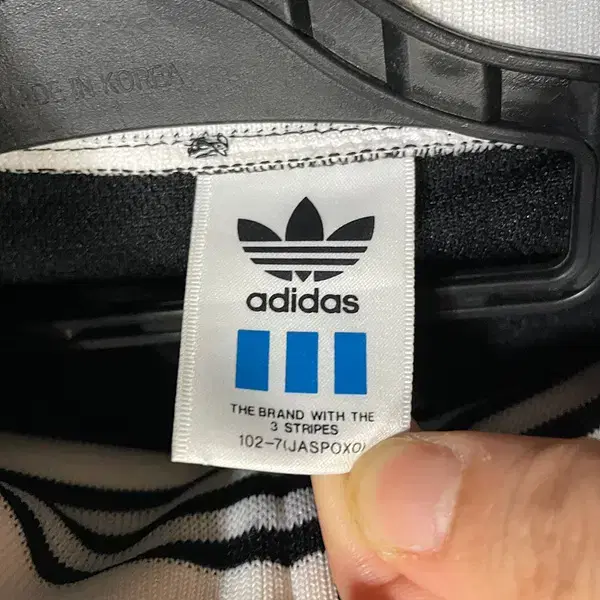 MADE IN KOREA
adidas
THE BRAND WITH THE
3 STRIPES
102-7(JASPOXO)